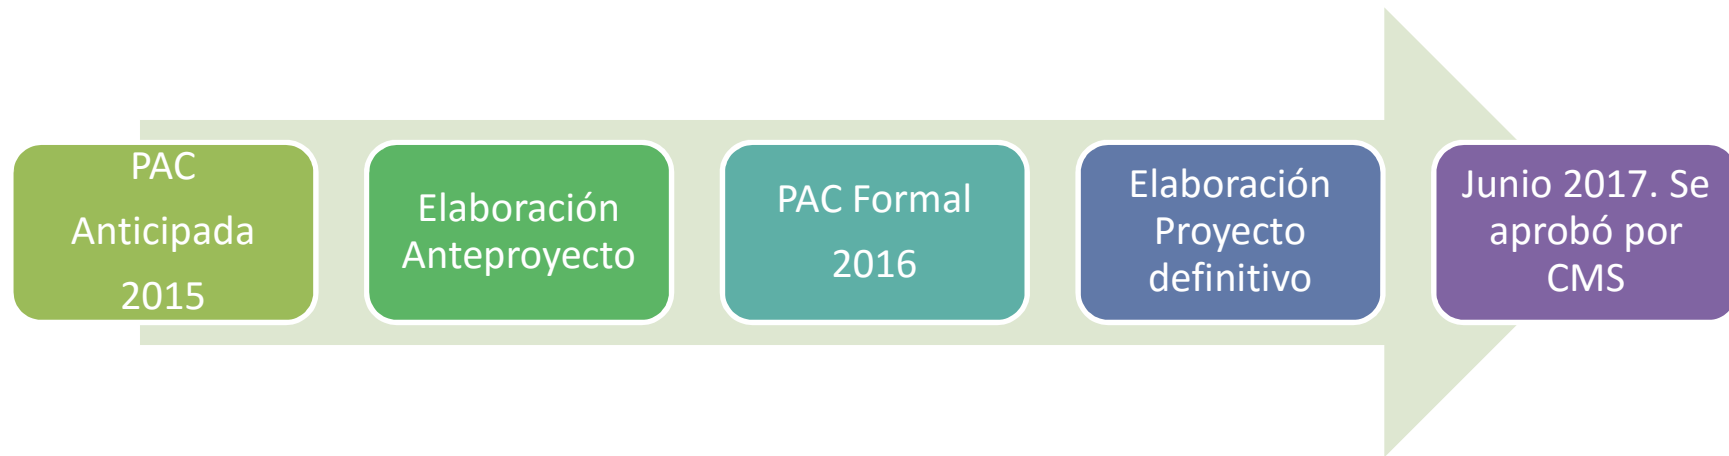 PAC
Anticipada
2015
Elaboración
Anteproyecto
PAC Formal
2016
Elaboración
Proyecto
definitivo
Junio 2017. Se
aprobó por
CMS